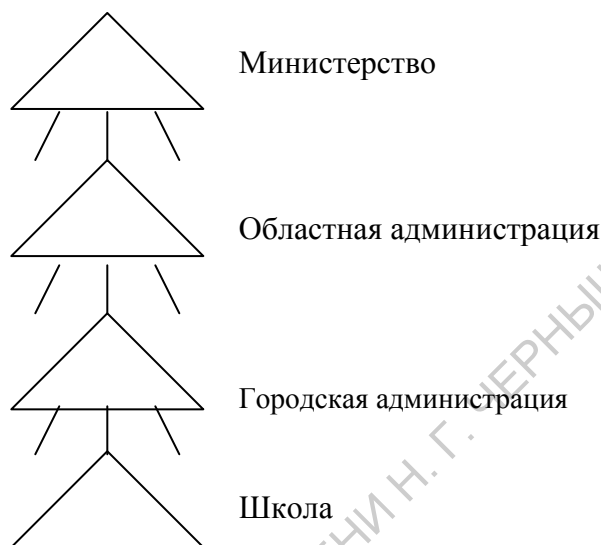 Министерство
Областная администрация
Городская администрация
Школа
Н. Г.